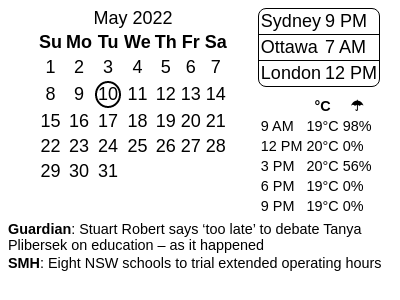 May 2022
Su Mo Tu We Th Fr Sa
1 2 3 4 5 6 7
8 9 10 11 12 13 14
15 16 17 18 19 20 21
22 23 24 25 26 27 28
29 30 31
Sydney 9 PM
Ottawa 7 AM
London 12 PM
°C ☂
9 AM 19°C 98%
12 PM 20°C 0%
3 PM 20°C 56%
6 PM 19°C 0%
9 PM 19°C 0%
Guardian: Stuart Robert says ‘too late’ to debate Tanya
Plibersek on education – as it happened
SMH: Eight NSW schools to trial extended operating hours